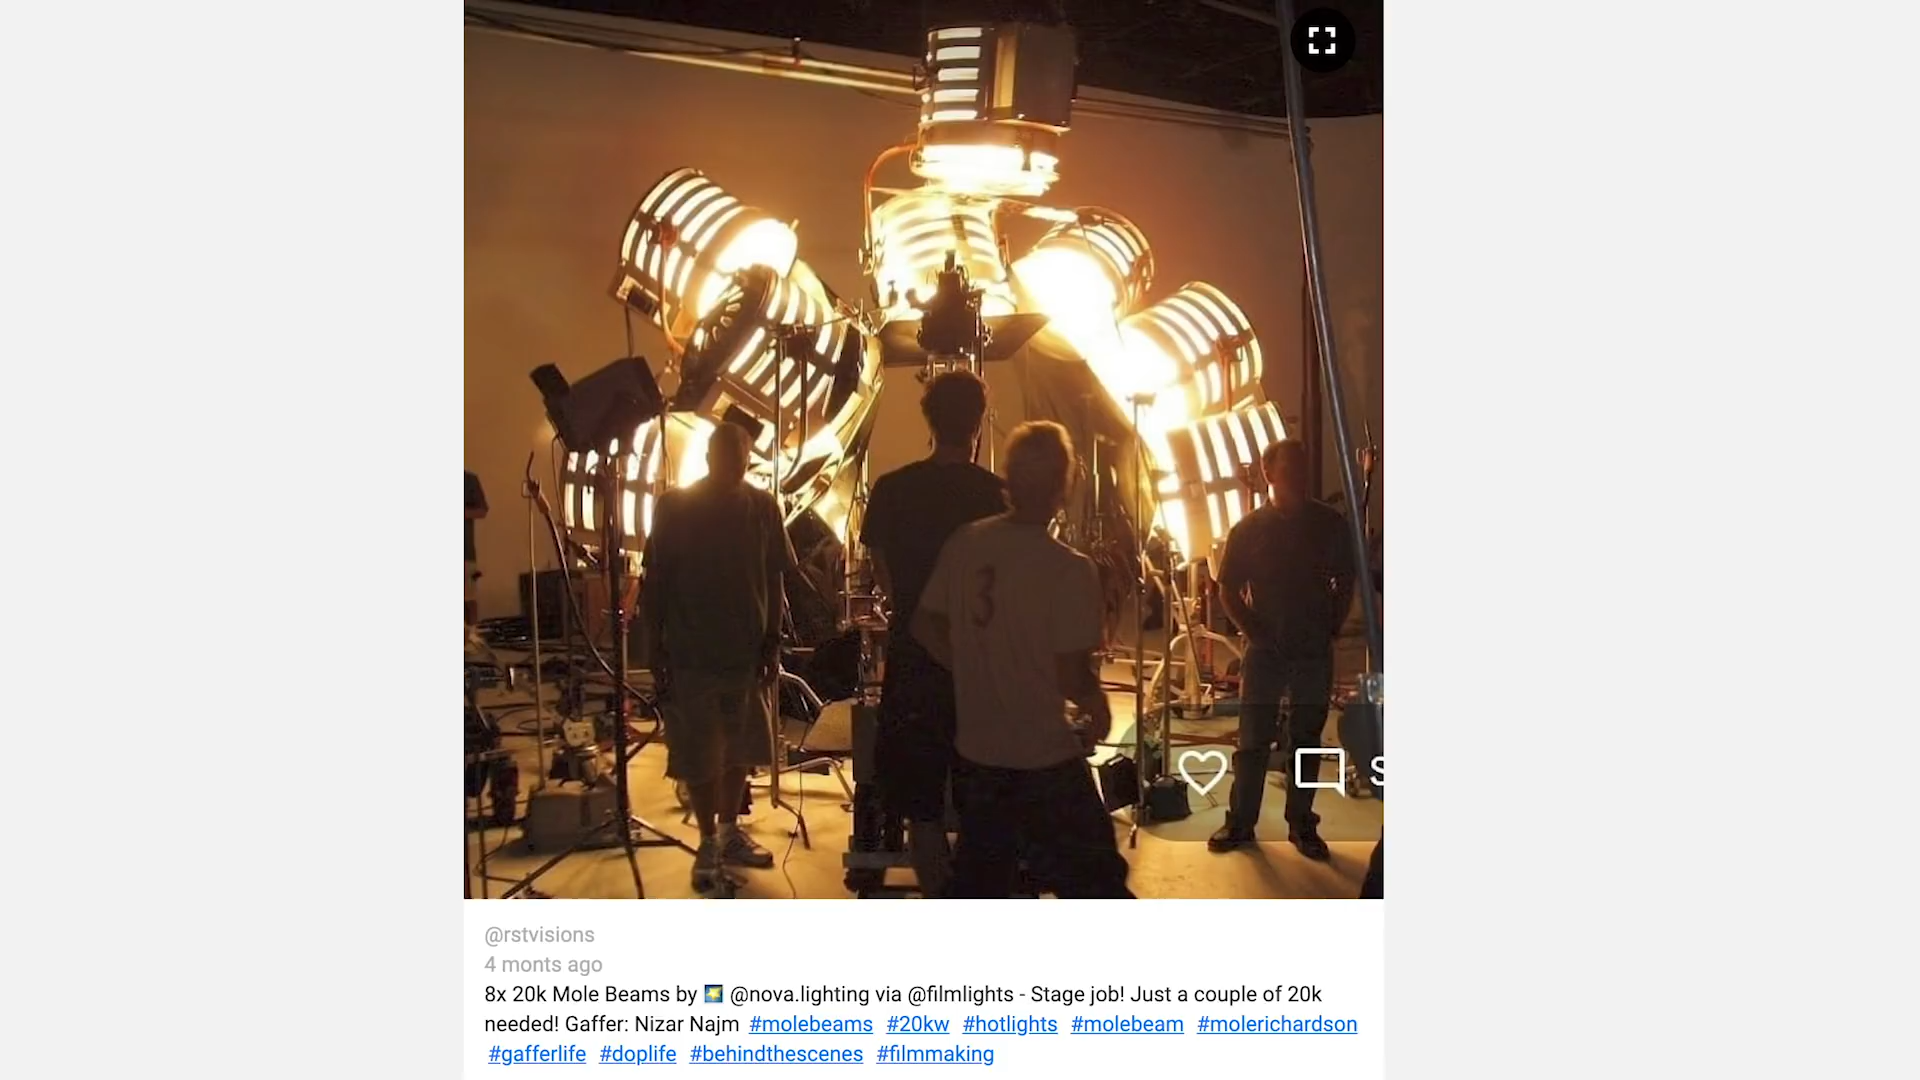 3
S
@rstvisions
4 monts ago
8x 20k Mole Beams by @nova.lighting via @filmlights - Stage job! Just a couple of 20k
needed! Gaffer: Nizar Najm #molebeams #20kw #hotlights #molebeam #molerichardson
#gafferlife #doplife #behindthescenes #filmmaking